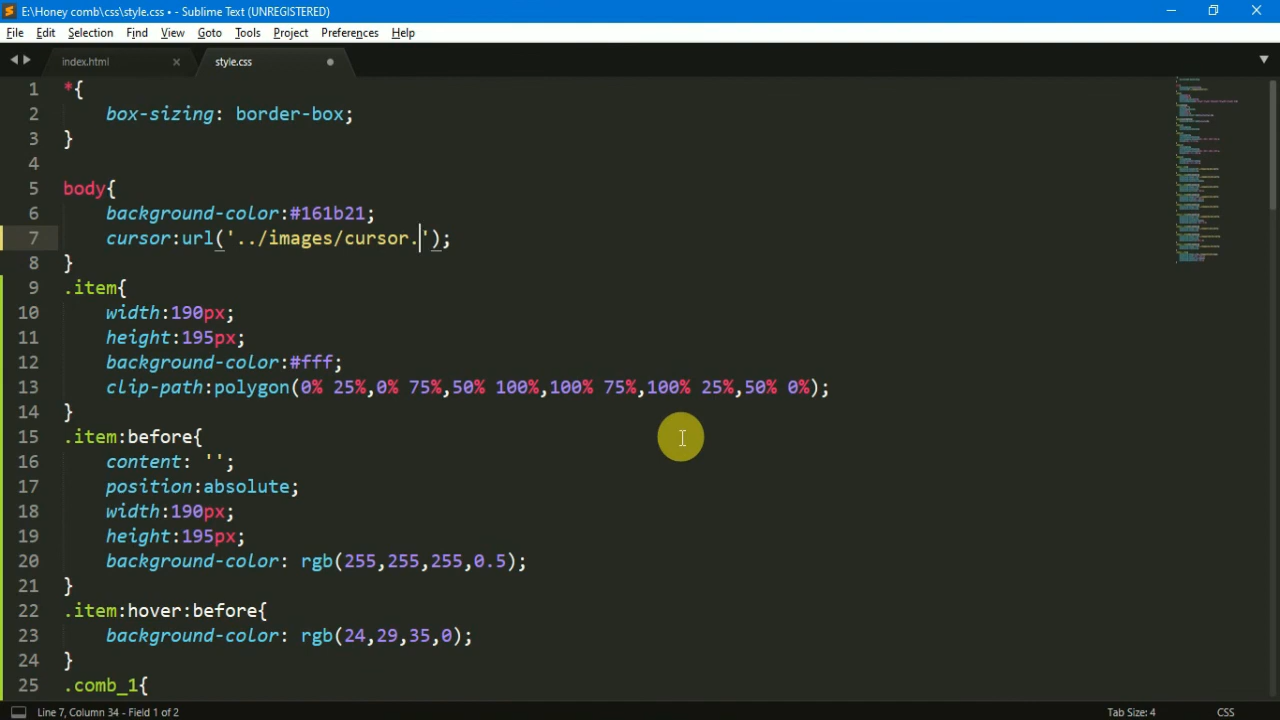 E:\Honey comb\css\style.css • - Sublime Text (UNREGISTERED)
File Edit Selection Find View Goto Tools Project Preferences Help
index.html style.css
1 *{
2 box-sizing: border-box;
3 }
4
5 body{
6 background-color:#161b21;
7 cursor:url('../images/cursor.');
8 }
9 .item{
10 width:190px;
11 height:195px;
12 background-color:#fff;
13 clip-path:polygon(0% 25%,0% 75%,50% 100%,100% 75%,100% 25%,50% 0%);
14 }
15 .item:before{
16 content: '';
17 position:absolute;
18 width:190px;
19 height:195px;
20 background-color: rgb(255,255,255,0.5);
21 }
22 .item:hover:before{
23 background-color: rgb(24,29,35,0);
24 }
25 .comb_1{
Line 7, Column 34 - Field 1 of 2 Tab Size: 4 CSS